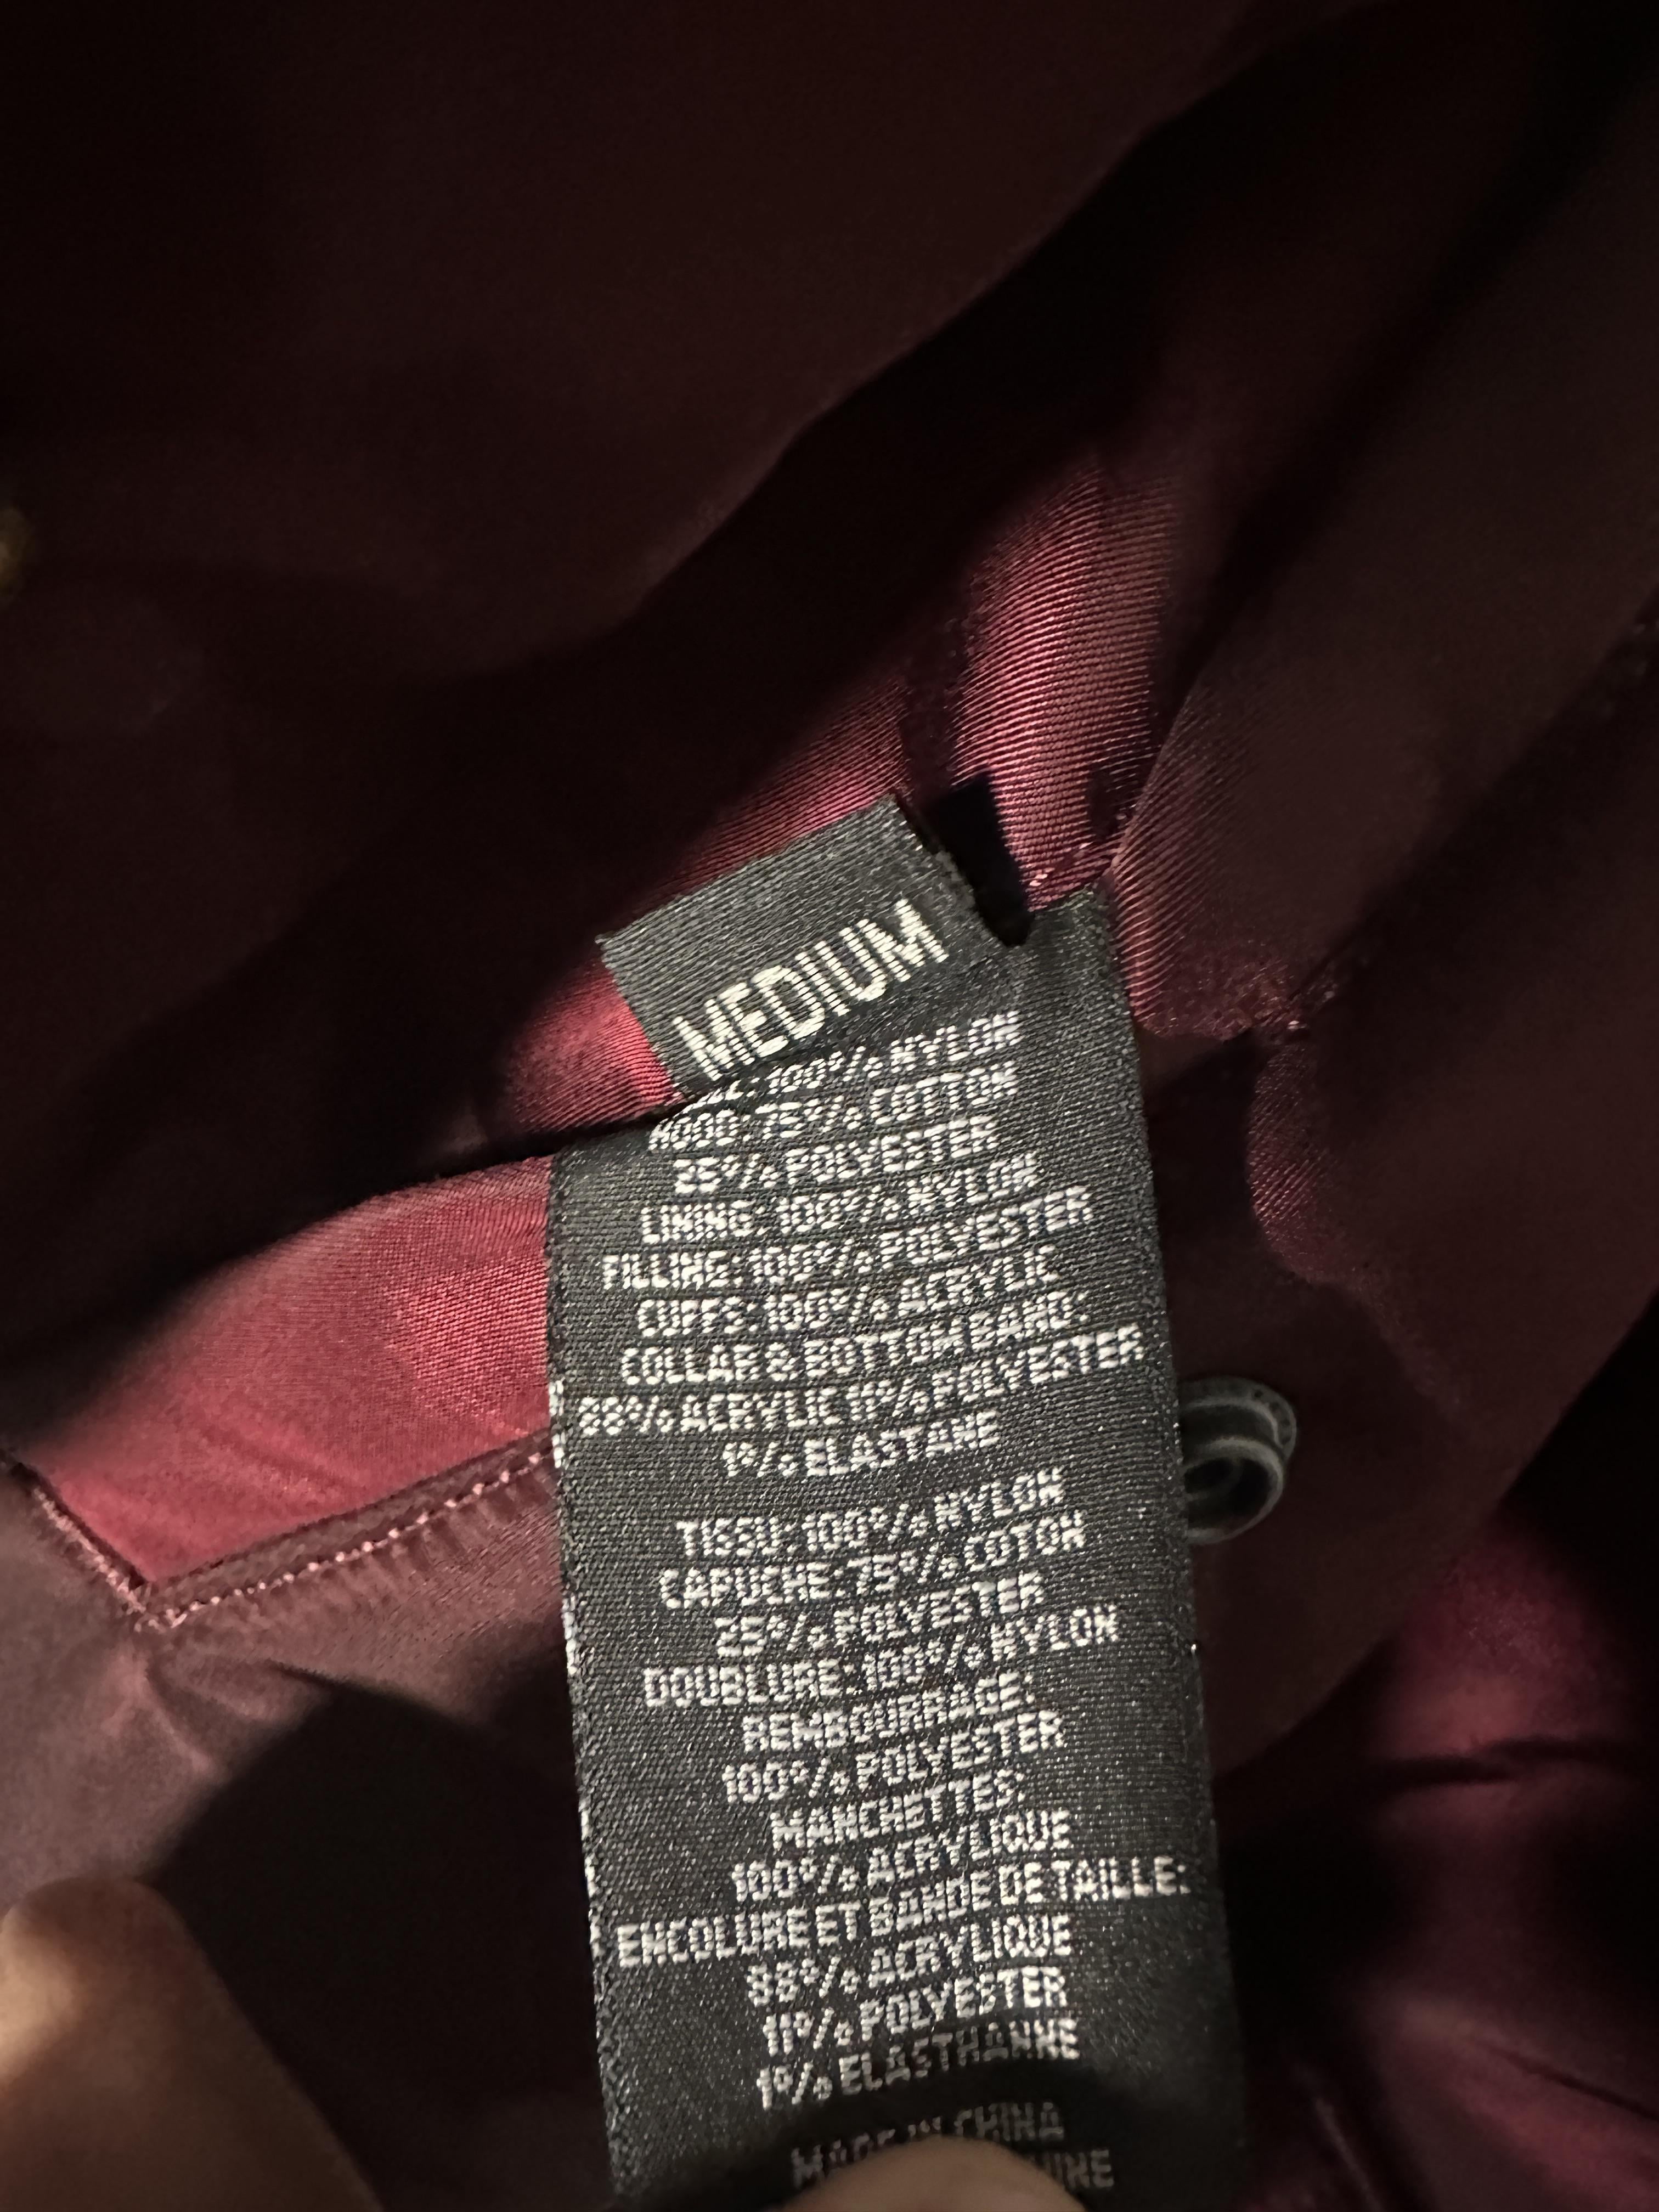 MEDIUM
100% NYLON
HOOD: 75% COTTON
25% POLYESTER
LINING: 100% NYLON
FILLING: 100% POLYESTER
CUFFS: 100% ACRYLIC
COLLAR & BOTTOM BAND:
88% ACRYLIC 11% POLYESTER
1% ELASTANE
TISSU: 100% NYLON
CAPUCHE: 75% COTON
25% POLYESTER
DOUBLURE: 100% NYLON
REMBOURRAGE:
100% POLYESTER
MANCHETTES:
100% ACRYLIQUE
ENCOLURE ET BANDE DE TAILLE:
88% ACRYLIQUE
11% POLYESTER
1% ELASTHANNE
MADE IN CHINA